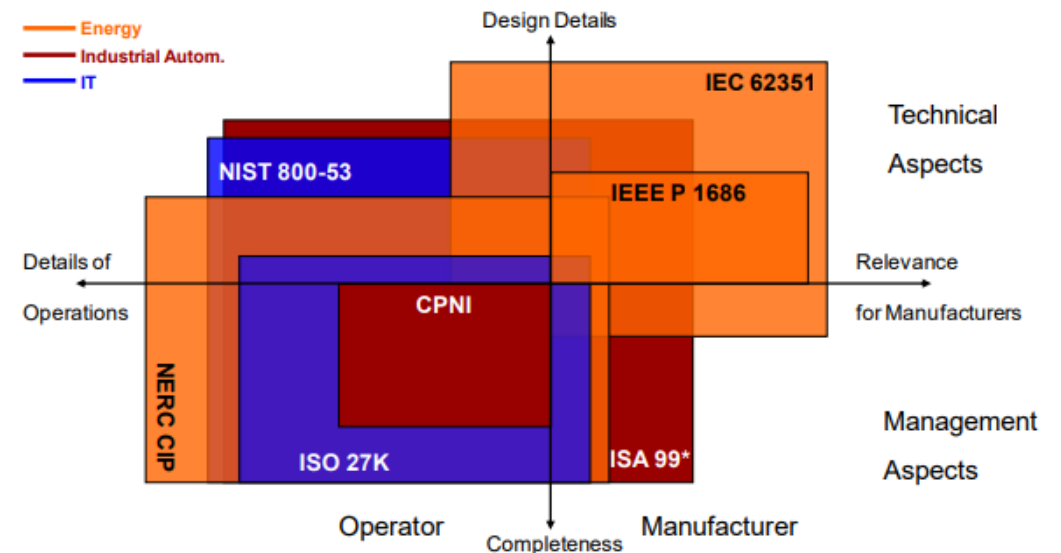 Design Details
Energy
Industrial Autom.
IT
IEC 62351
Technical
Aspects
NIST 800-53
IEEE P 1686
Details of
Operations
Relevance
for Manufacturers
CPNI
NERC CIP
Management
Aspects
ISO 27K
ISA 99*
Operator
Manufacturer
Completeness